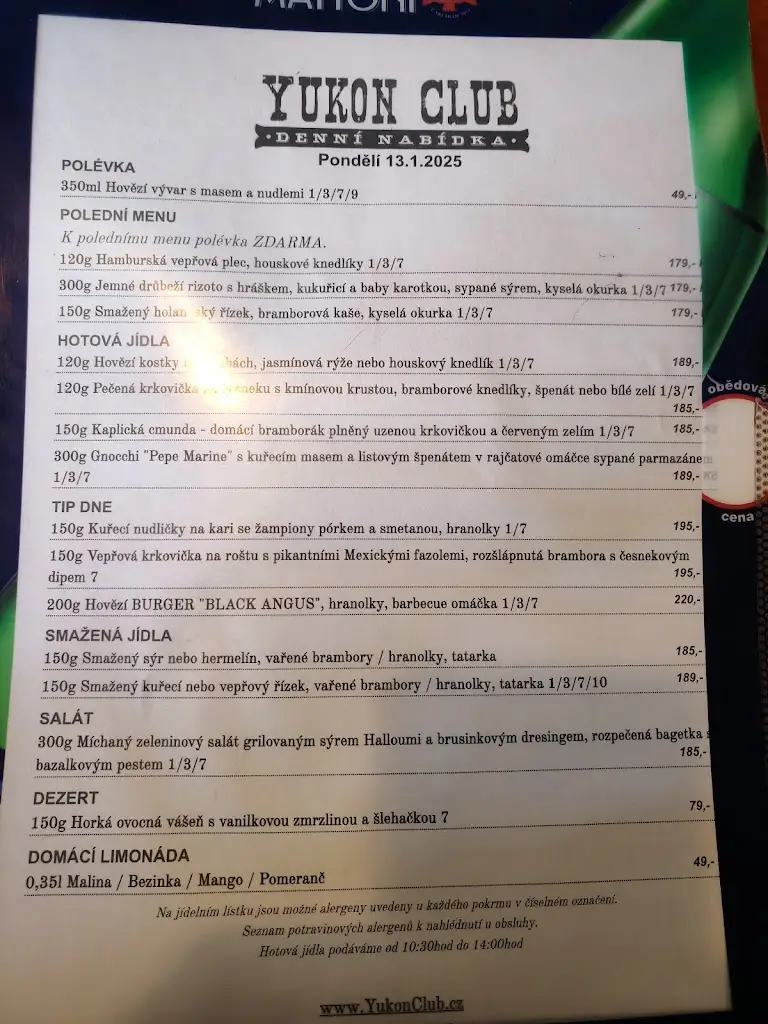 MATTONI
YUKON CLUB
·DENNÍ NABÍDKA·
Pondělí 13.1.2025
POLÉVKA
350ml Hovězí vývar s masem a nudlemi 1/3/7/9 49,-
POLEDNÍ MENU
K polednímu menu polévka ZDARMA.
120g Hamburská vepřová plec, houskové knedlíky 1/3/7 179,-
300g Jemné drůbeží rizoto s hráškem, kukuřicí a baby karotkou, sypané sýrem, kyselá okurka 1/3/7 179,-
150g Smažený řízek, bramborová kaše, kyselá okurka 1/3/7 179,-
HOTOVÁ JÍDLA
120g Hovězí kostky jasmínová rýže nebo houskový knedlík 1/3/7 189,-
120g Pečená krkovička s kmínovou krustou, bramborové knedlíky, špenát nebo bílé zelí 1/3/7
185,-
150g Kaplická cmunda - domácí bramborák plněný uzenou krkovičkou a červeným zelím 1/3/7 185,-
300g Gnocchi "Pepe Marine" s kuřecím masem a listovým špenátem v rajčatové omáčce sypané parmazánem
1/3/7 189,-
TIP DNE
150g Kuřecí nudličky na kari se žampiony pórkem a smetanou, hranolky 1/7 195,-
150g Vepřová krkovička na roštu s pikantními Mexickými fazolemi, rozšlápnutá brambora s česnekovým
dipem 7 195,-
200g Hovězí BURGER "BLACK ANGUS", hranolky, barbecue omáčka 1/3/7 220,-
SMAŽENÁ JÍDLA
150g Smažený sýr nebo hermelín, vařené brambory / hranolky, tatarka 185,-
150g Smažený kuřecí nebo vepřový řízek, vařené brambory / hranolky, tatarka 1/3/7/10 189,-
SALÁT
300g Míchaný zeleninový salát grilovaným sýrem Halloumi a brusinkovým dresingem, rozpečená bagetka s
bazalkovým pestem 1/3/7 185,-
DEZERT
150g Horká ovocná vášeň s vanilkovou zmrzlinou a šlehačkou 7 79,-
DOMÁCÍ LIMONÁDA
0,35l Malina / Bezinka / Mango / Pomeranč 49,-
Na jídelním lístku jsou možné alergeny uvedeny u každého pokrmu v číselném označení.
Seznam potravinových alergenů k nahlédnutí u obsluhy.
Hotová jídla podáváme od 10:30hod do 14:00hod
www.YukonClub.cz
obědová
cena